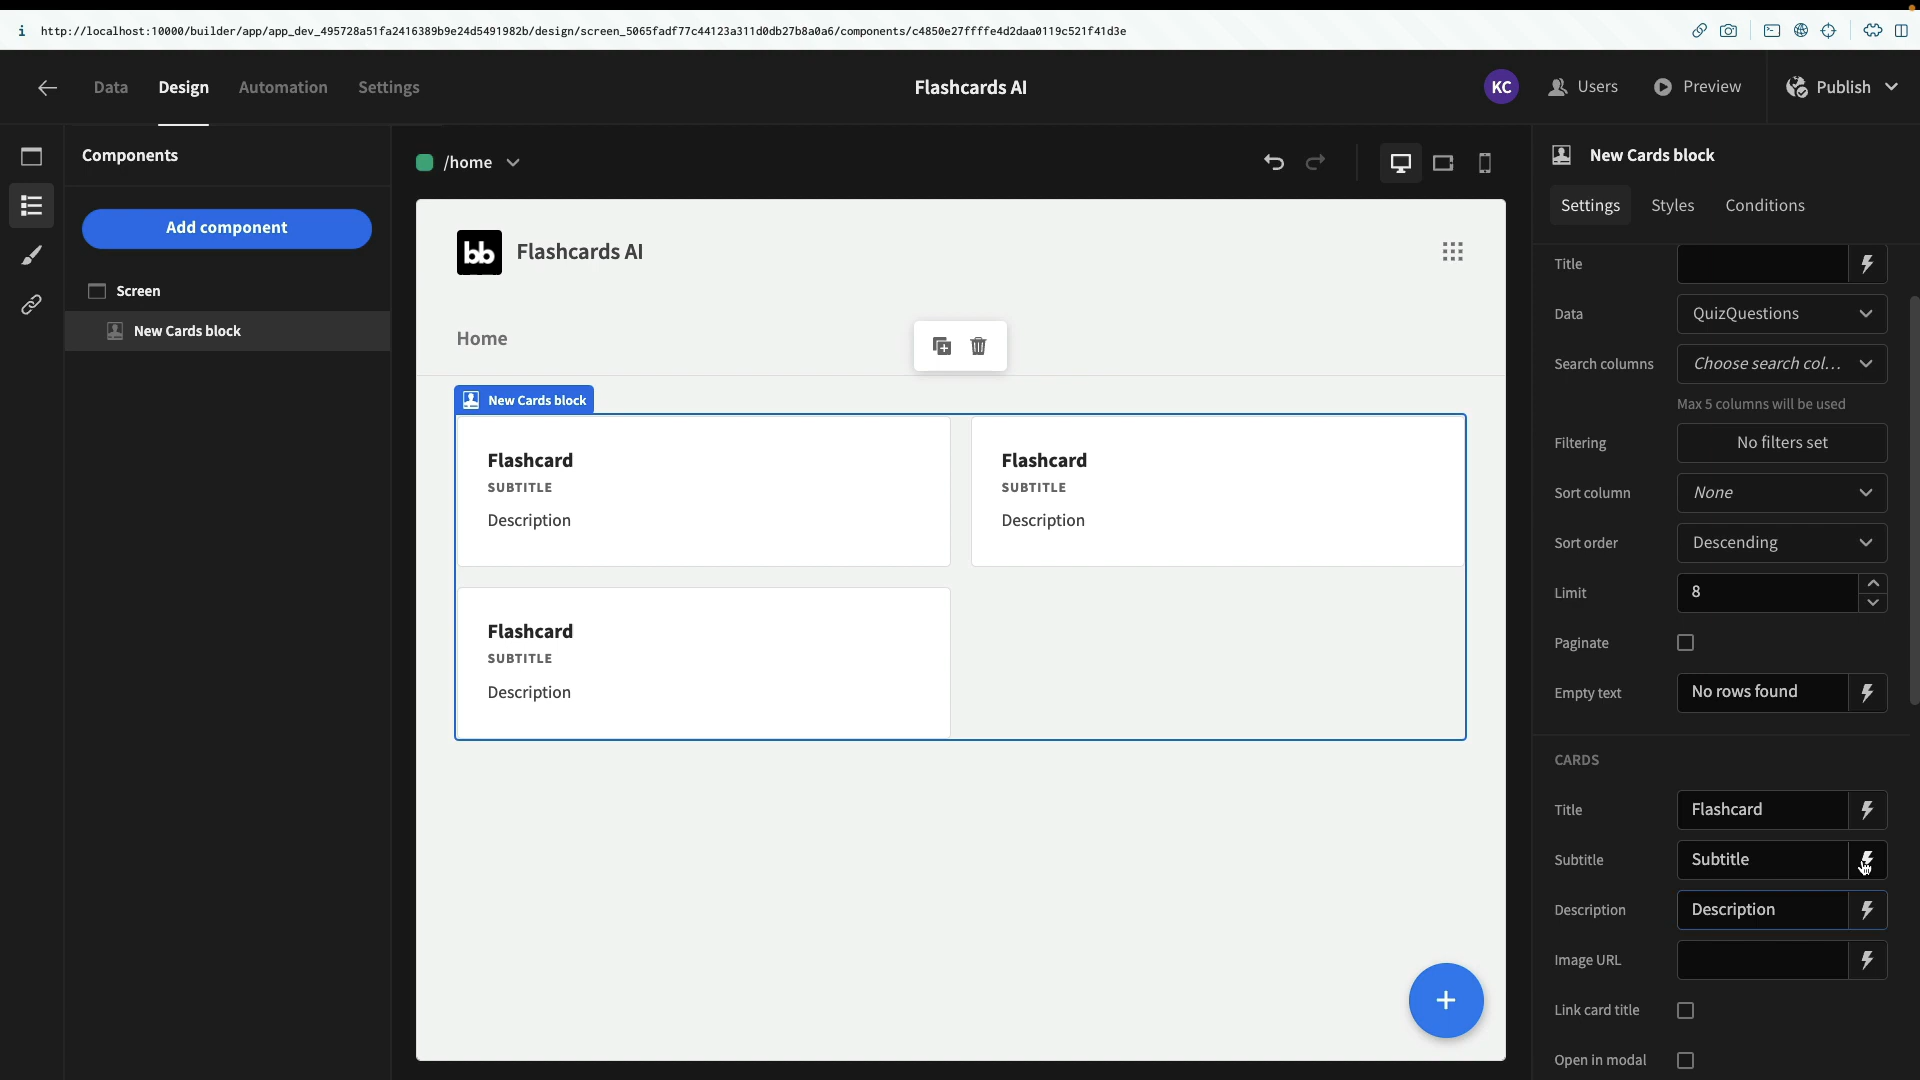 i http://localhost:10000/builder/app/app_dev_495728a51fa2416389b9e24d5491982b/design/screen_5065fadf77c44123a311d0db27b8a0a6/components/c4850e27ffffe4d2daa0119c521f41d3e
Data Design Automation Settings
Flashcards AI
KC Users Preview Publish
Components
/home
New Cards block
Settings Styles Conditions
Add component
Screen
New Cards block
bb Flashcards AI
Home
New Cards block
Flashcard
SUBTITLE
Description
Flashcard
SUBTITLE
Description
Flashcard
SUBTITLE
Description
+
Title
Data QuizQuestions
Search columns Choose search col...
Max 5 columns will be used
Filtering No filters set
Sort column None
Sort order Descending
Limit 8
Paginate
Empty text No rows found
CARDS
Title Flashcard
Subtitle Subtitle
Description Description
Image URL
Link card title
Open in modal